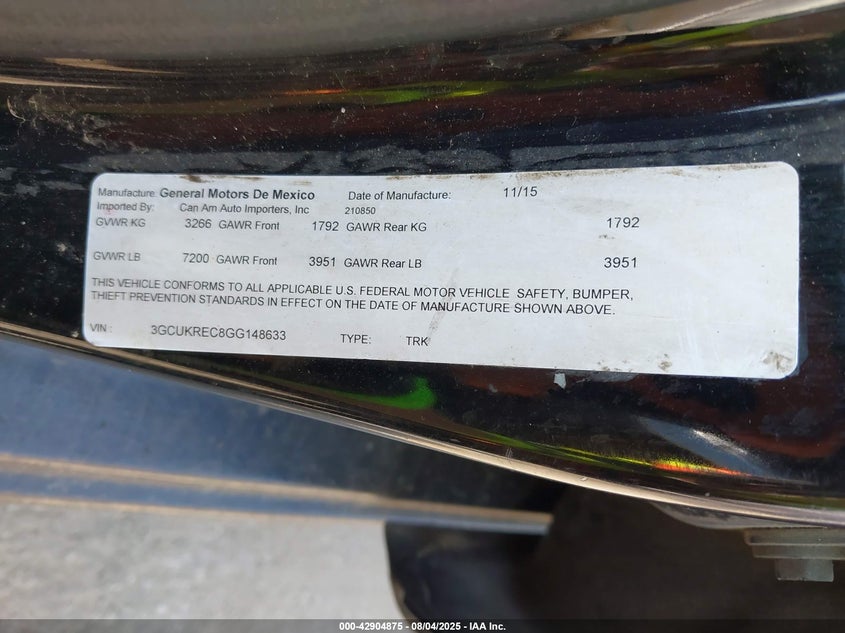 Manufacture: General Motors De Mexico Date of Manufacture: 11/15
Imported By: Can Am Auto Importers, Inc 210850
GVWR KG 3266 GAWR Front 1792 GAWR Rear KG 1792
GVWR LB 7200 GAWR Front 3951 GAWR Rear LB 3951
THIS VEHICLE CONFORMS TO ALL APPLICABLE U.S. FEDERAL MOTOR VEHICLE SAFETY, BUMPER,
THIEFT PREVENTION STANDARDS IN EFFECT ON THE DATE OF MANUFACTURE SHOWN ABOVE.
VIN : 3GCUKREC8GG148633 TYPE: TRK
000-42904875 - 08/04/2025 - IAA Inc.